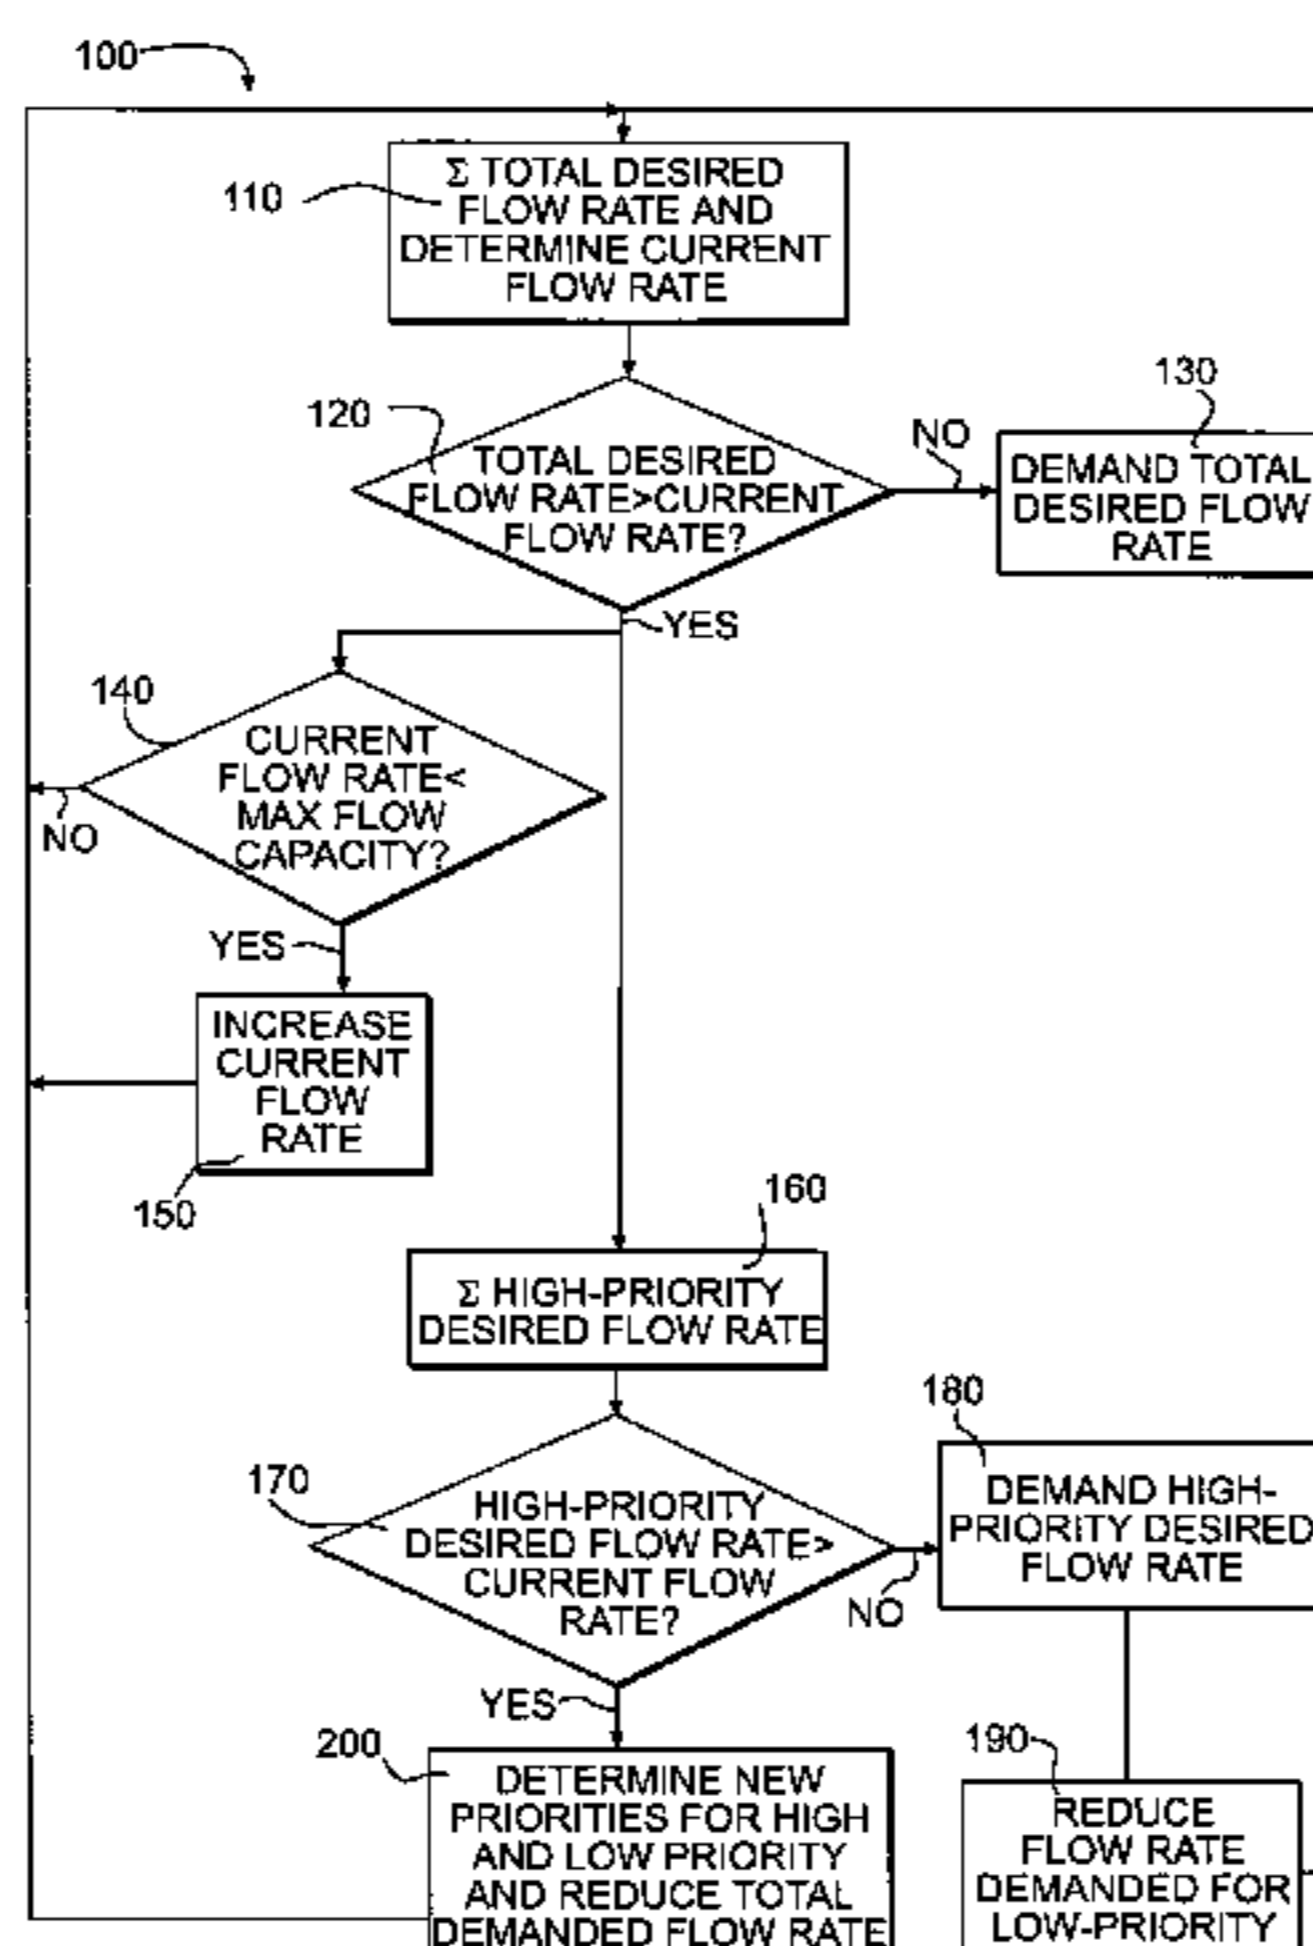 100
110
Σ TOTAL DESIRED
FLOW RATE AND
DETERMINE CURRENT
FLOW RATE
120
TOTAL DESIRED
FLOW RATE>CURRENT
FLOW RATE?
NO
130
DEMAND TOTAL
DESIRED FLOW
RATE
YES
140
CURRENT
FLOW RATE<
MAX FLOW
CAPACITY?
NO
YES
INCREASE
CURRENT
FLOW
RATE
150
160
Σ HIGH-PRIORITY
DESIRED FLOW RATE
170
HIGH-PRIORITY
DESIRED FLOW RATE>
CURRENT FLOW
RATE?
NO
180
DEMAND HIGH-
PRIORITY DESIRED
FLOW RATE
YES
200
DETERMINE NEW
PRIORITIES FOR HIGH
AND LOW PRIORITY
AND REDUCE TOTAL
DEMANDED FLOW RATE
190
REDUCE
FLOW RATE
DEMANDED FOR
LOW-PRIORITY